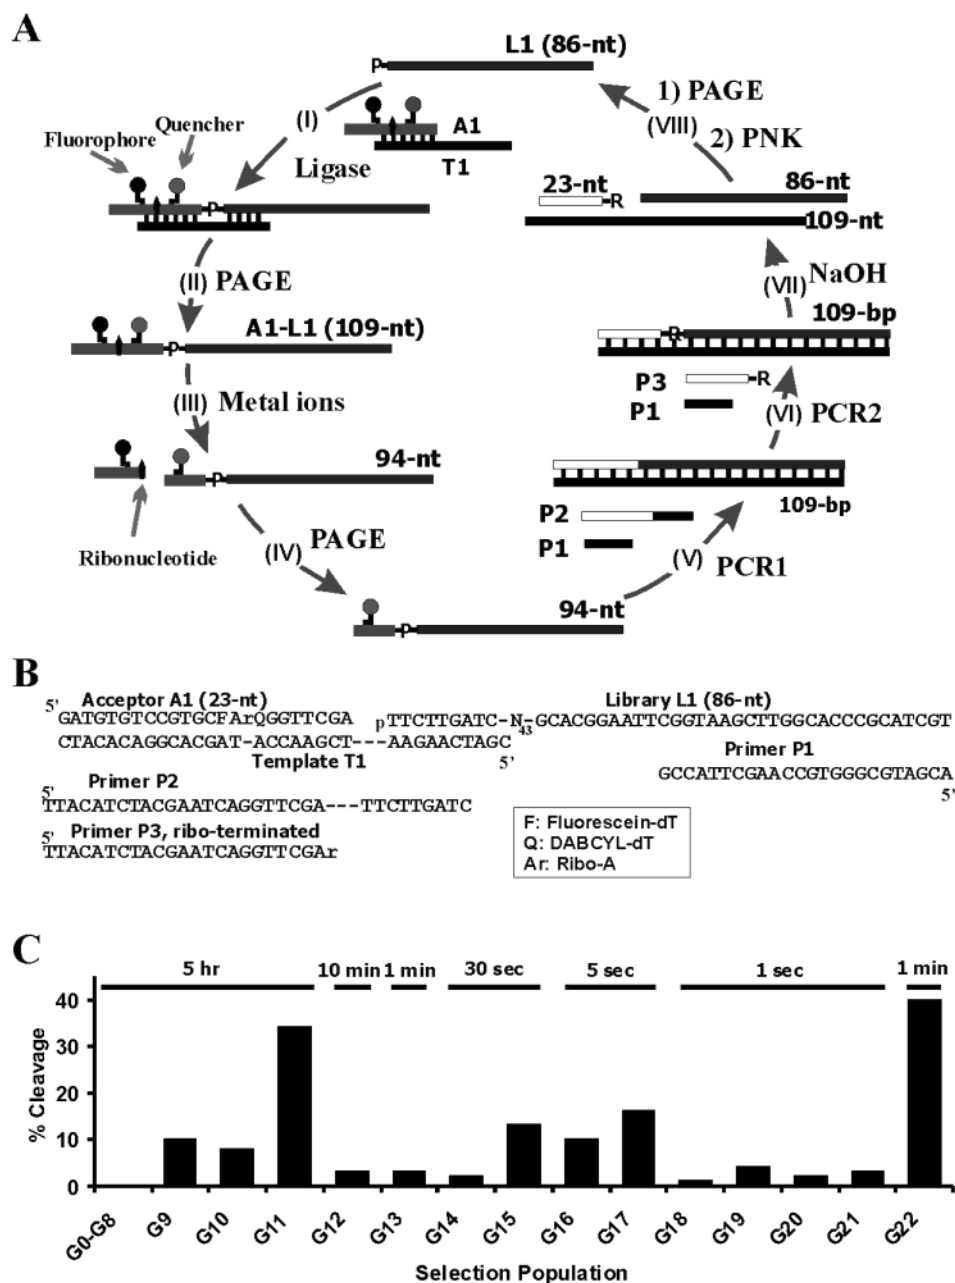 A
L1 (86-nt)
P
1) PAGE
(VIII)
2) PNK
(I)
A1
T1
Ligase
Fluorophore
Quencher
P
23-nt
R
86-nt
109-nt
(II) PAGE
(VII) NaOH
109-bp
A1-L1 (109-nt)
P
R
P3
R
P1
(VI) PCR2
(III) Metal ions
94-nt
P
109-bp
P2
P1
Ribonucleotide
(IV) PAGE
(V) PCR1
94-nt
P
B
Acceptor A1 (23-nt)
Library L1 (86-nt)
5’ GATGTGTCCGTGCFArQGGTTCGA pTTCTTGATC-N-GCACGGAATTCGGTAAGCTTGGCACCCGCATCGT
43
CTACACAGGCACGAT-ACCAAGCT---AAGAACTAGC
5’
Template T1
Primer P1
GCCATTCGAACCGTGGGCGTAGCA
5’
Primer P2
5’
TTACATCTACGAATCAGGTTCGA---TTCTTGATC
Primer P3, ribo-terminated
5’
TTACATCTACGAATCAGGTTCGAr
F: Fluorescein-dT
Q: DABCYL-dT
Ar: Ribo-A
C
5 hr 10 min 1 min 30 sec 5 sec 1 sec 1 min
% Cleavage
40
30
20
10
0
G0-G8 G9 G10 G11 G12 G13 G14 G15 G16 G17 G18 G19 G20 G21 G22
Selection Population